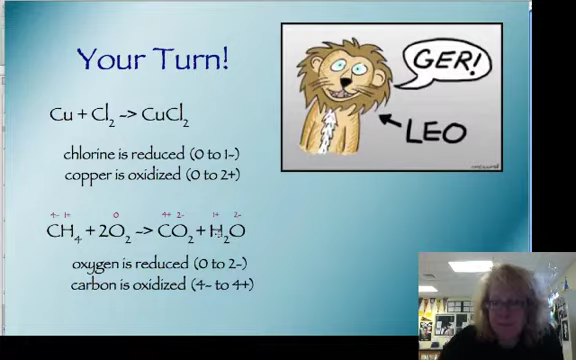 Your Turn!
GER!
LEO
Cu + Cl₂ -> CuCl₂
chlorine is reduced (0 to 1-)
copper is oxidized (0 to 2+)
4- 1+ 0 4+ 2- 1+ 2-
CH₄ + 2O₂ -> CO₂ + H₂O
oxygen is reduced (0 to 2-)
carbon is oxidized (4- to 4+)